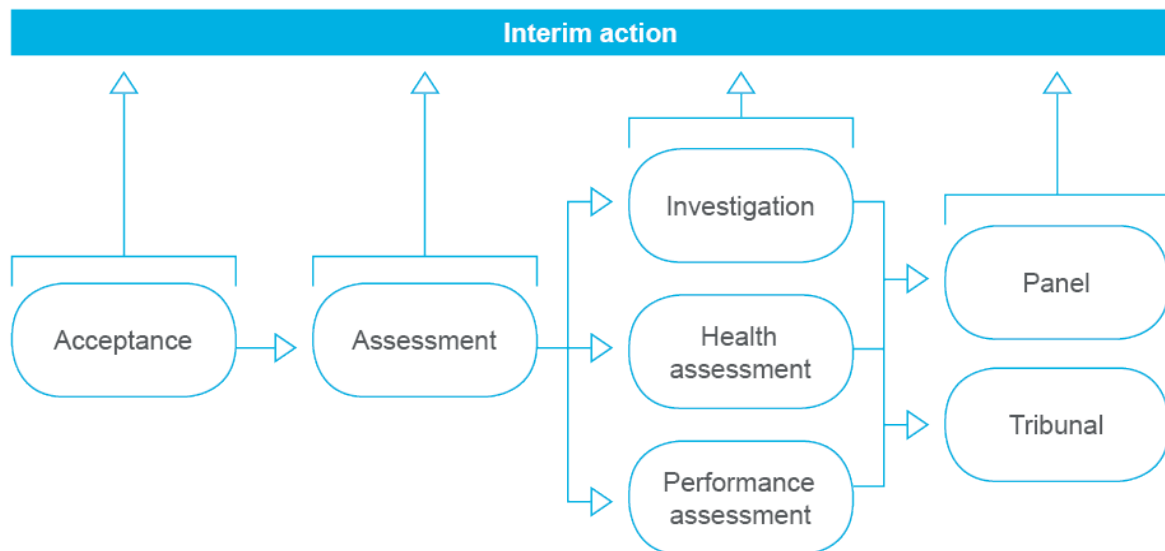 Interim action
Acceptance
Assessment
Investigation
Health
assessment
Performance
assessment
Panel
Tribunal